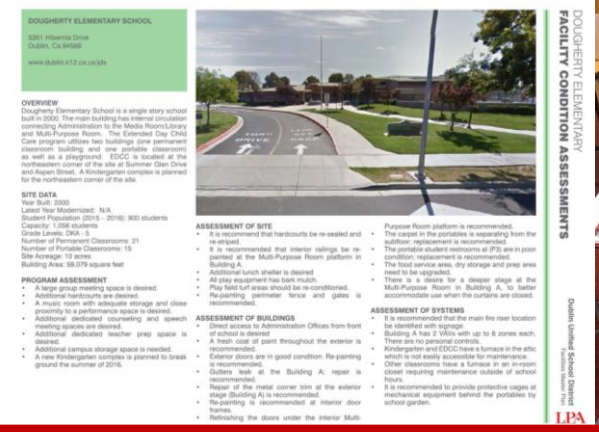 DOUGHERTY ELEMENTARY SCHOOL
5301 Hibernia Drive
Dublin, Ca 94568
www.dublin.k12.ca.us/jds
OVERVIEW
Dougherty Elementary School is a single story school
built in 2000. The main building has internal circulation
connecting Administration to the Media Room/Library
and Multi-Purpose Room. The Extended Day Child
Care program utilizes two buildings (one permanent
classroom building and one portable classroom)
as well as a playground. EDCC is located at the
northeastern corner of the site at Summer Glen Drive
and Aspen Street. A Kindergarten complex is planned
for the northeastern corner of the site.
SITE DATA
Year Built: 2000
Latest Year Modernized: N/A
Student Population (2015 - 2016): 900 students
Capacity: 1,056 students
Grade Levels: DKA - 5
Number of Permanent Classrooms: 21
Number of Portable Classrooms: 15
Site Acreage: 10 acres
Building Area: 59,079 square feet
PROGRAM ASSESSMENT
• A large group meeting space is desired.
• Additional hardcourts are desired.
• A music room with adequate storage and close
proximity to a performance space is desired.
• Additional dedicated counseling and speech
meeting spaces are desired.
• Additional dedicated teacher prep space is
desired.
• Additional campus storage space is needed.
• A new Kindergarten complex is planned to break
ground the summer of 2016.
ASSESSMENT OF SITE
• It is recommend that hardcourts be re-sealed and
re-striped.
• It is recommended that interior railings be re-
painted at the Multi-Purpose Room platform in
Building A.
• Additional lunch shelter is desired
• All play equipment has bark mulch.
• Play field turf areas should be re-conditioned.
• Re-painting perimeter fence and gates is
recommended.
ASSESSMENT OF BUILDINGS
• Direct access to Administration Offices from front
of school is desired
• A fresh coat of paint throughout the exterior is
recommended.
• Exterior doors are in good condition. Re-painting
is recommended.
• Gutters leak at the Building A; repair is
recommended.
• Repair of the metal corner trim at the exterior
stage (Building A) is recommended.
• Re-painting is recommended at interior door
frames.
• Refinishing the doors under the interior Multi-
Purpose Room platform is recommended.
• The carpet in the portables is separating from the
subfloor; replacement is recommended.
• The portable student restrooms at (P3) are in poor
condition; replacement is recommended.
• The food service area, dry storage and prep area
need to be upgraded.
• There is a desire for a deeper stage at the
Multi-Purpose Room in Building A, to better
accommodate use when the curtains are closed.
ASSESSMENT OF SYSTEMS
• It is recommended that the main fire riser location
be identified with signage.
• Building A has 2 VAVs with up to 8 zones each.
There are no personal controls.
• Kindergarten and EDCC have a furnace in the attic
which is not easily accessible for maintenance.
• Other classrooms have a furnace in an in-room
closet requiring maintenance outside of school
hours.
• It is recommended to provide protective cages at
mechanical equipment behind the portables by
school garden.
DOUGHERTY ELEMENTARY
FACILITY CONDITION ASSESSMENTS
Dublin Unified School District
Facilities Master Plan
LPA